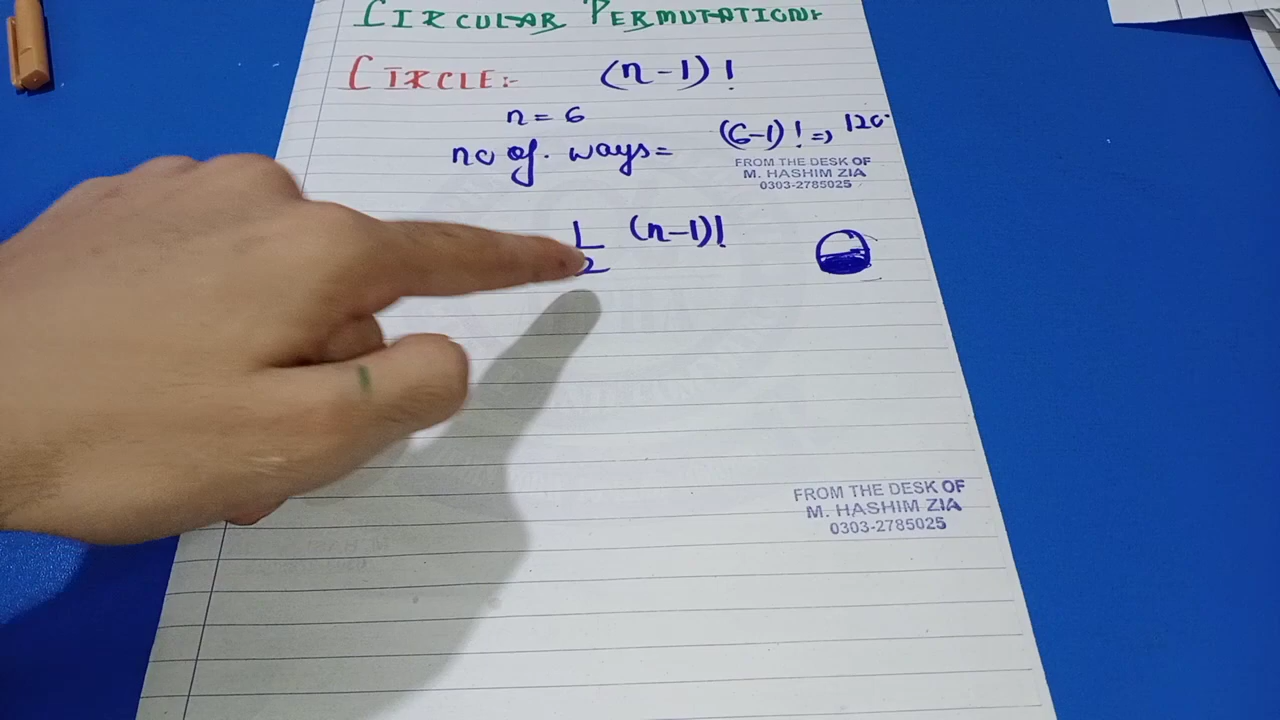 CIRCULAR PERMUTATION:
CIRCLE:- (n-1)!
n = 6
no of. ways = (6-1)! => 120
FROM THE DESK OF
M. HASHIM ZIA
0303-2785025
1/2 (n-1)!
FROM THE DESK OF
M. HASHIM ZIA
0303-2785025